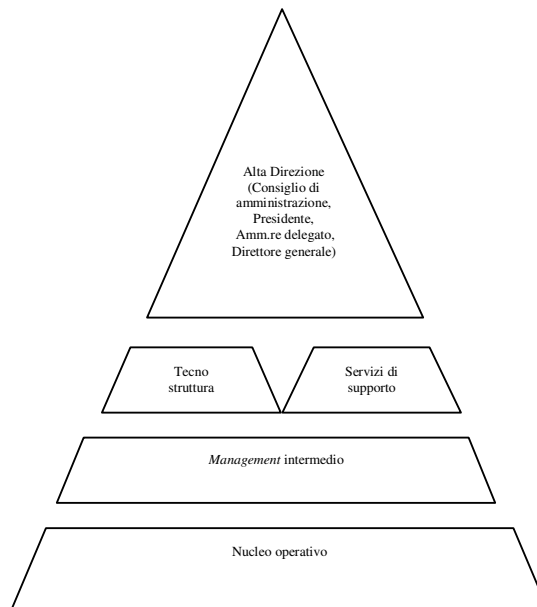 Alta Direzione
(Consiglio di
amministrazione,
Presidente,
Amm.re delegato,
Direttore generale)
Tecno
struttura
Servizi di
supporto
Management intermedio
Nucleo operativo